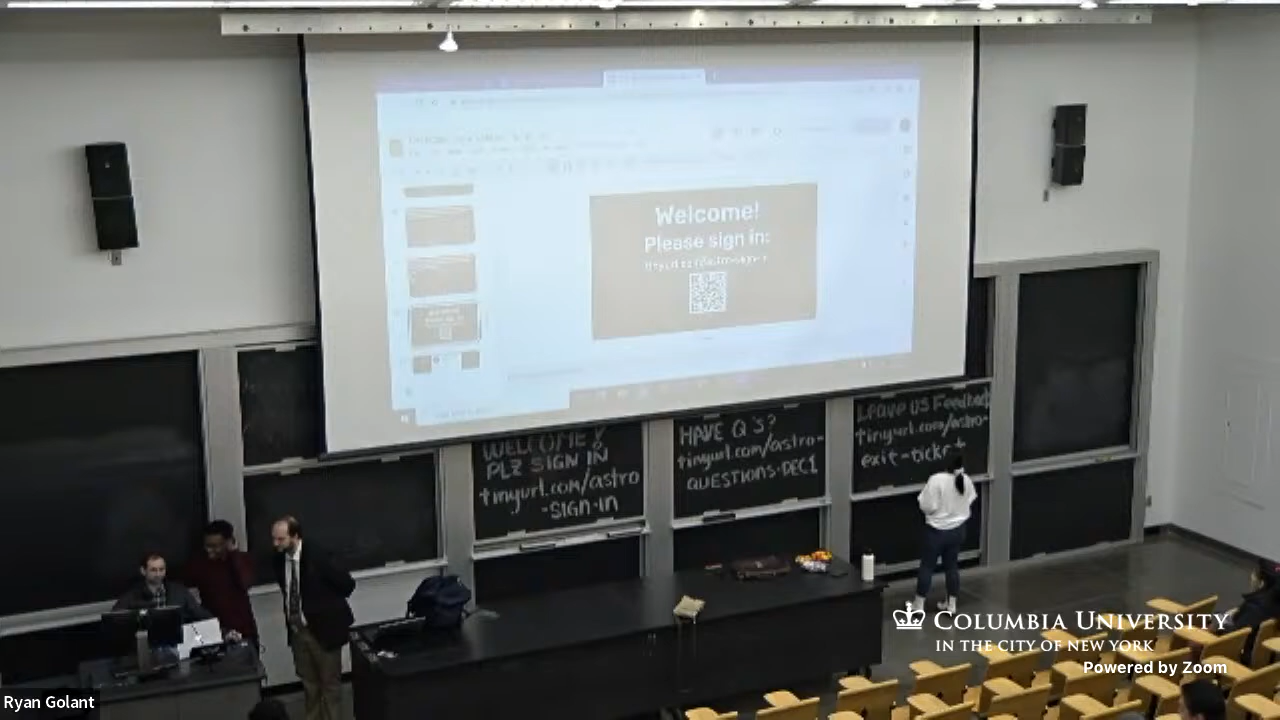 Welcome!
Please sign in:
WELCOME!
PLZ SIGN IN
tinyurl.com/astro
-SIGN-IN
HAVE Q'S?
tinyurl.com/astro-
QUESTIONS-DEC1
LEAVE US Feedback
tinyurl.com/astro-
exit-ticket
COLUMBIA UNIVERSITY
IN THE CITY OF NEW YORK
Powered by Zoom
Ryan Golant